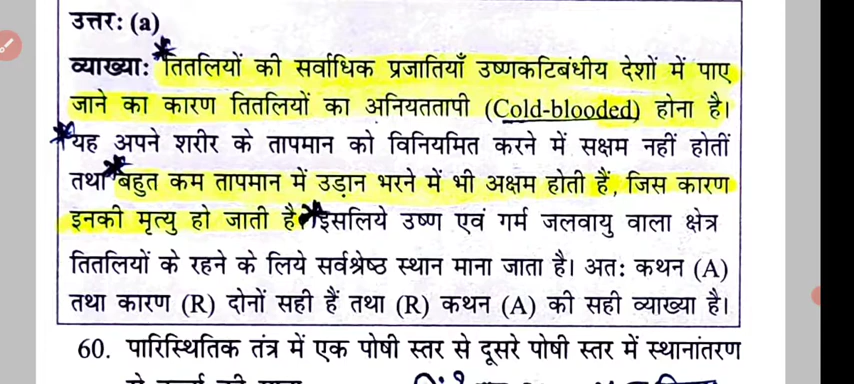 उत्तर: (a)
व्याख्या: तितलियों की सर्वाधिक प्रजातियाँ उष्णकटिबंधीय देशों में पाए
जाने का कारण तितलियों का अनियततापी (Cold-blooded) होना है।
यह अपने शरीर के तापमान को विनियमित करने में सक्षम नहीं होतीं
तथा बहुत कम तापमान में उड़ान भरने में भी अक्षम होती हैं, जिस कारण
इनकी मृत्यु हो जाती है। इसलिये उष्ण एवं गर्म जलवायु वाला क्षेत्र
तितलियों के रहने के लिये सर्वश्रेष्ठ स्थान माना जाता है। अत: कथन (A)
तथा कारण (R) दोनों सही हैं तथा (R) कथन (A) की सही व्याख्या है।
60. पारिस्थितिक तंत्र में एक पोषी स्तर से दूसरे पोषी स्तर में स्थानांतरण